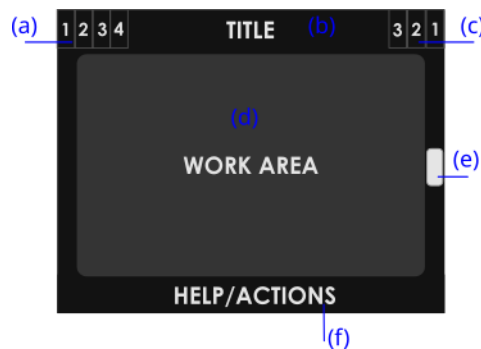 (a) 1 2 3 4 TITLE (b) 3 2 1 (c)
(d)
WORK AREA
(e)
HELP/ACTIONS
(f)